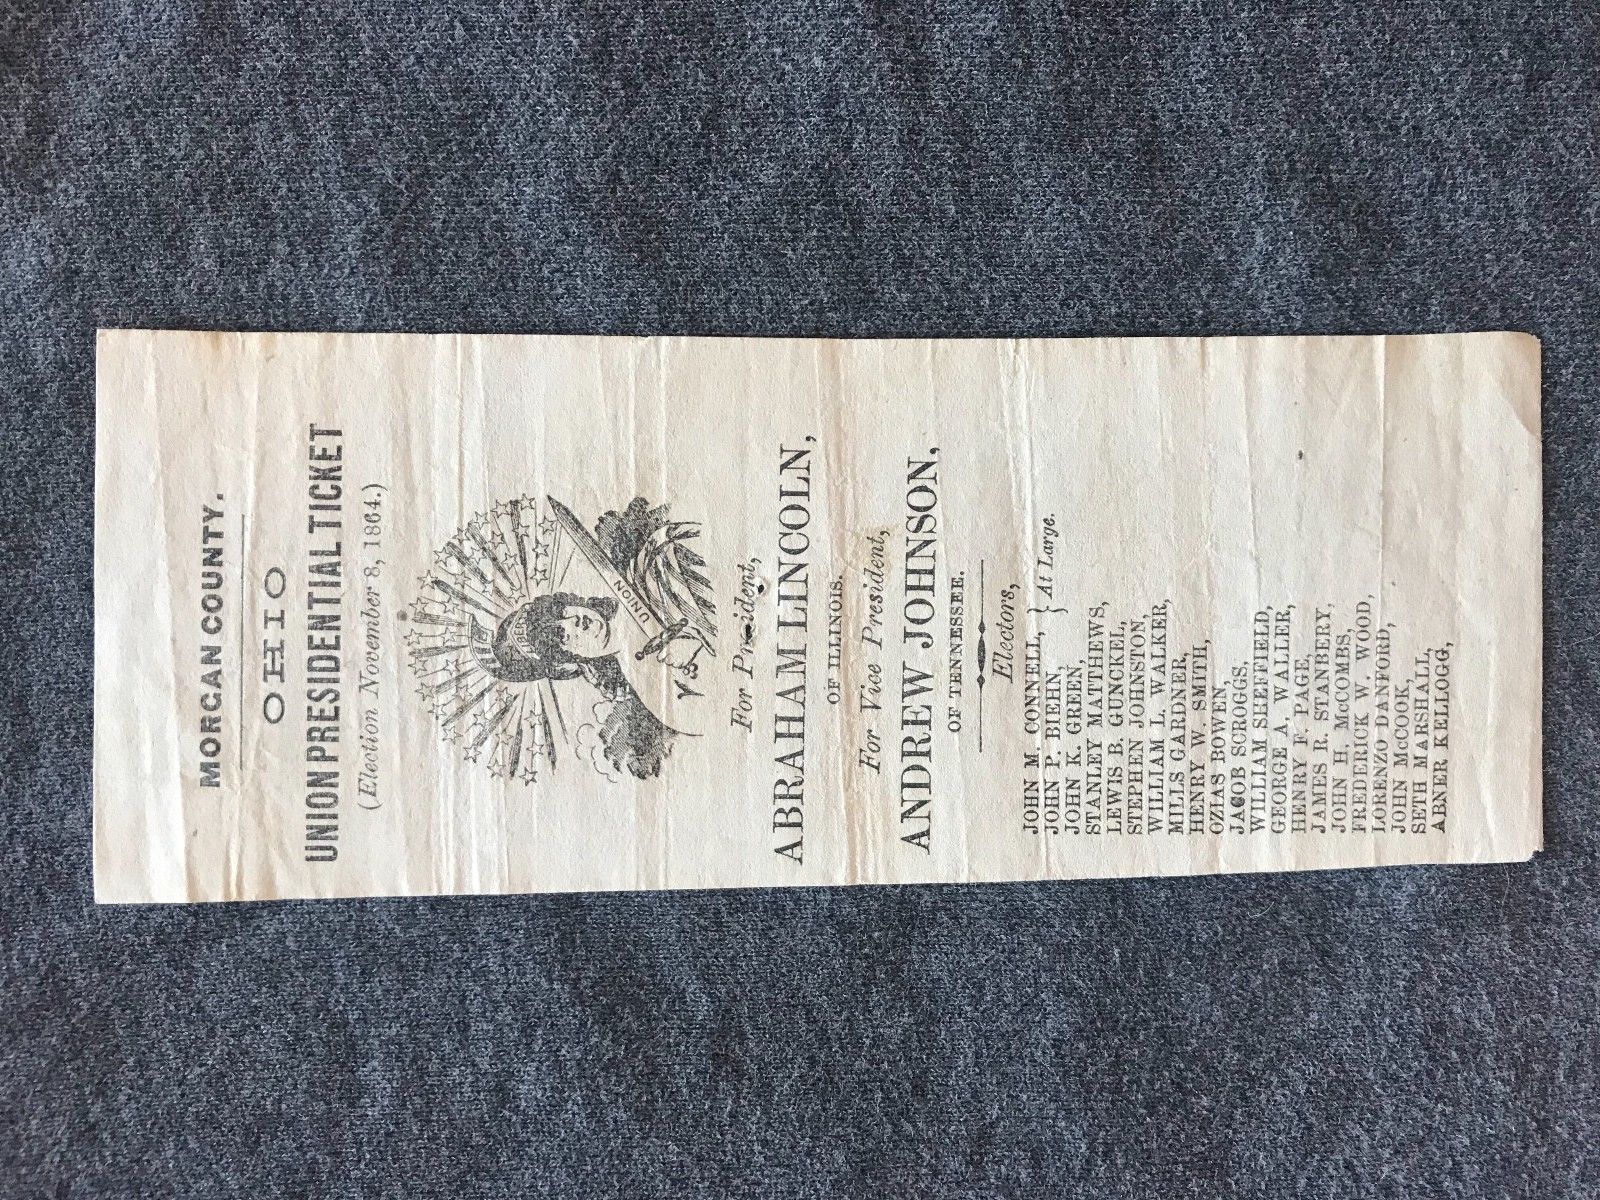 MORGAN COUNTY.
OHIO
UNION PRESIDENTIAL TICKET
(Election November 8, 1864.)
UNION
For President,
ABRAHAM LINCOLN,
OF ILLINOIS.
For Vice President,
ANDREW JOHNSON,
OF TENNESSEE.
Electors,
JOHN M. CONNELL, } At Large.
JOHN P. BIEHN,
JOHN K. GREEN,
STANLEY MATTHEWS,
LEWIS B. GUNCKEL,
STEPHEN JOHNSTON,
WILLIAM L. WALKER,
MILLS GARDNER,
HENRY W. SMITH,
OZIAS BOWEN,
JACOB SCROGGS,
WILLIAM SHEFFIELD,
GEORGE A. WALLER,
HENRY F. PAGE,
JAMES R. STANBERY,
JOHN H. McCOMBS,
FREDERICK W. WOOD,
LORENZO DANFORD,
JOHN McCOOK,
SETH MARSHALL,
ABNER KELLOGG,